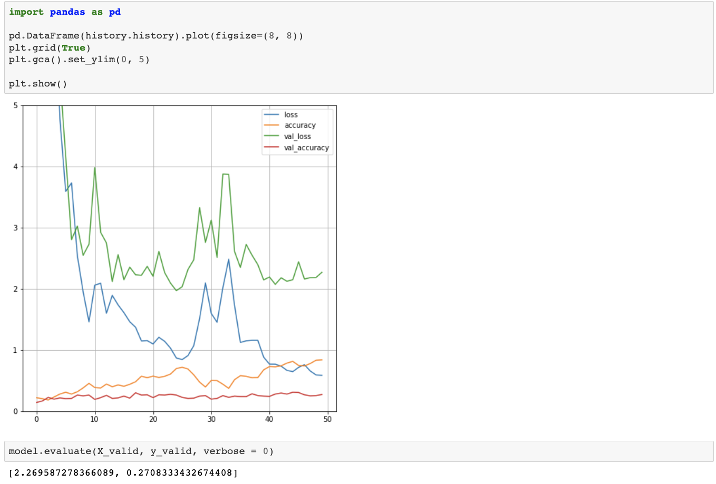 import pandas as pd
pd.DataFrame(history.history).plot(figsize=(8, 8))
plt.grid(True)
plt.gca().set_ylim(0, 5)
plt.show()
5
4
3
2
1
0
loss
accuracy
val_loss
val_accuracy
0 10 20 30 40 50
model.evaluate(X_valid, y_valid, verbose = 0)
[2.269587278366089, 0.2708333432674408]